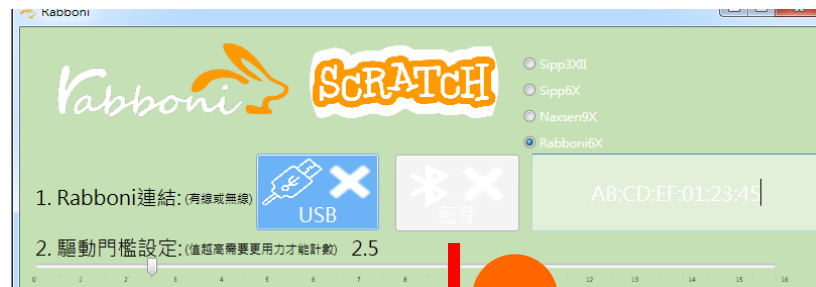 Rabboni
rabboni
SCRATCH
Sipp3XII
Sipp6X
Naxsen9X
Rabboni6X
1. Rabboni連結: (有線或無線)
USB
藍芽
AB:CD:EF:01:23:45
2. 驅動門檻設定:(值越高需要更用力才能計數) 2.5
0 1 2 3 4 5 6 7 8 12 13 14 15 16